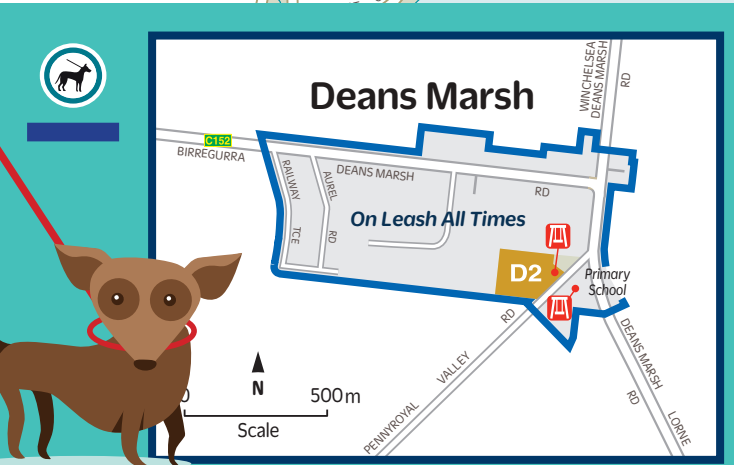 Deans Marsh
WINCHELSEA
DEANS MARSH
RD
C152
BIRREGURRA
DEANS MARSH
RD
RAILWAY
TCE
AUREL
RD
On Leash All Times
D2
Primary
School
RD
VALLEY
PENNYROYAL
DEANS MARSH
RD
LORNE
N
0 500m
Scale